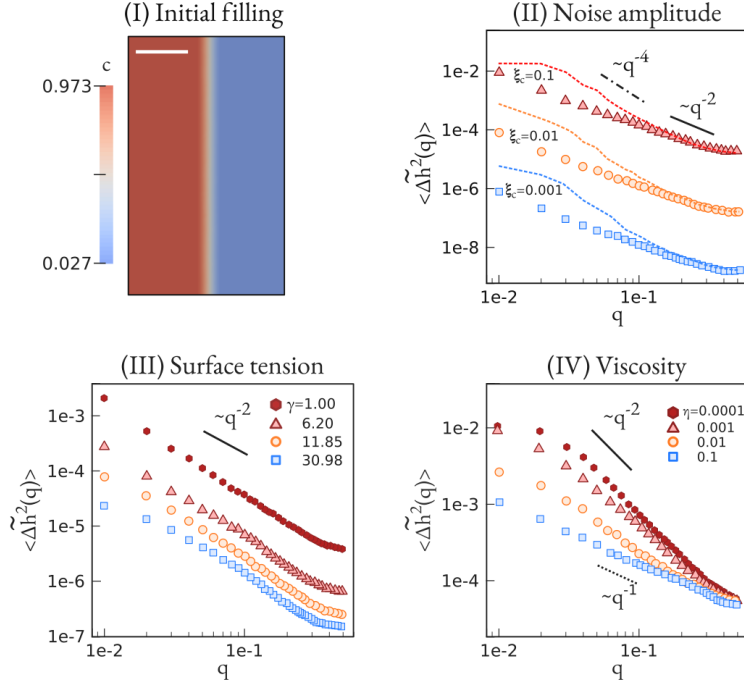 (I) Initial filling
c
0.973
0.027
(II) Noise amplitude
<Δh̃²(q)>
1e-2
1e-4
1e-6
1e-8
ξc=0.1
ξc=0.01
ξc=0.001
~q⁻⁴
~q⁻²
1e-2
1e-1
q
(III) Surface tension
<Δh̃²(q)>
1e-3
1e-4
1e-5
1e-6
1e-7
~q⁻²
γ=1.00
6.20
11.85
30.98
1e-2
1e-1
q
(IV) Viscosity
<Δh̃²(q)>
1e-2
1e-3
1e-4
~q⁻²
η=0.0001
0.001
0.01
0.1
~q⁻¹
1e-2
1e-1
q